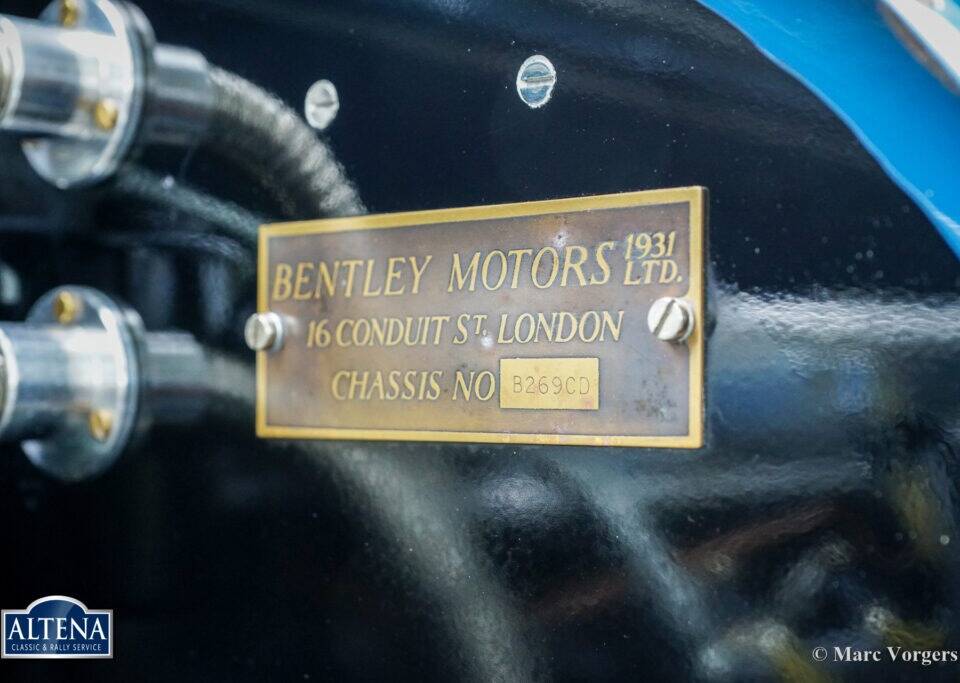 BENTLEY MOTORS 1931 LTD.
16 CONDUIT ST. LONDON
CHASSIS NO B269CD
ALTENA
CLASSIC & RALLY SERVICE
© Marc Vorgers